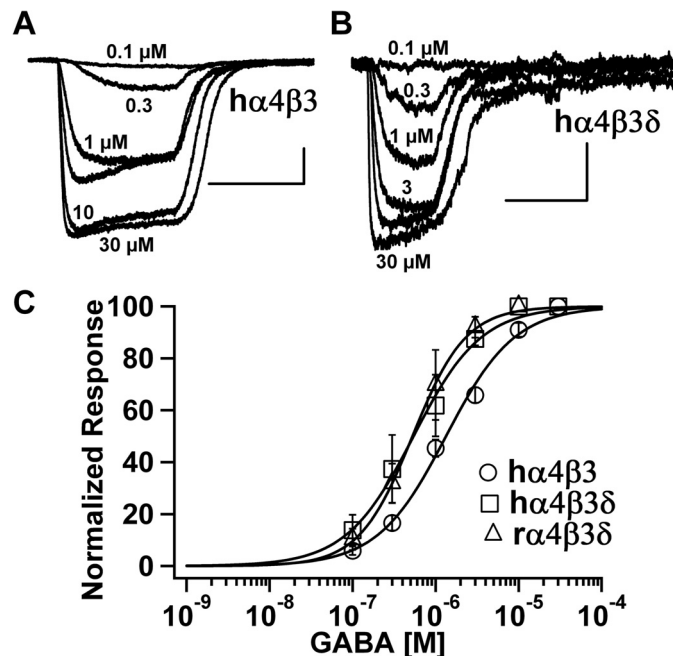 A
0.1 µM
0.3
1 µM
10
30 µM
hα4β3
B
0.1 µM
0.3
1 µM
3
30 µM
hα4β3δ
C
Normalized Response
100
80
60
40
20
0
hα4β3
hα4β3δ
rα4β3δ
10⁻⁹ 10⁻⁸ 10⁻⁷ 10⁻⁶ 10⁻⁵ 10⁻⁴
GABA [M]